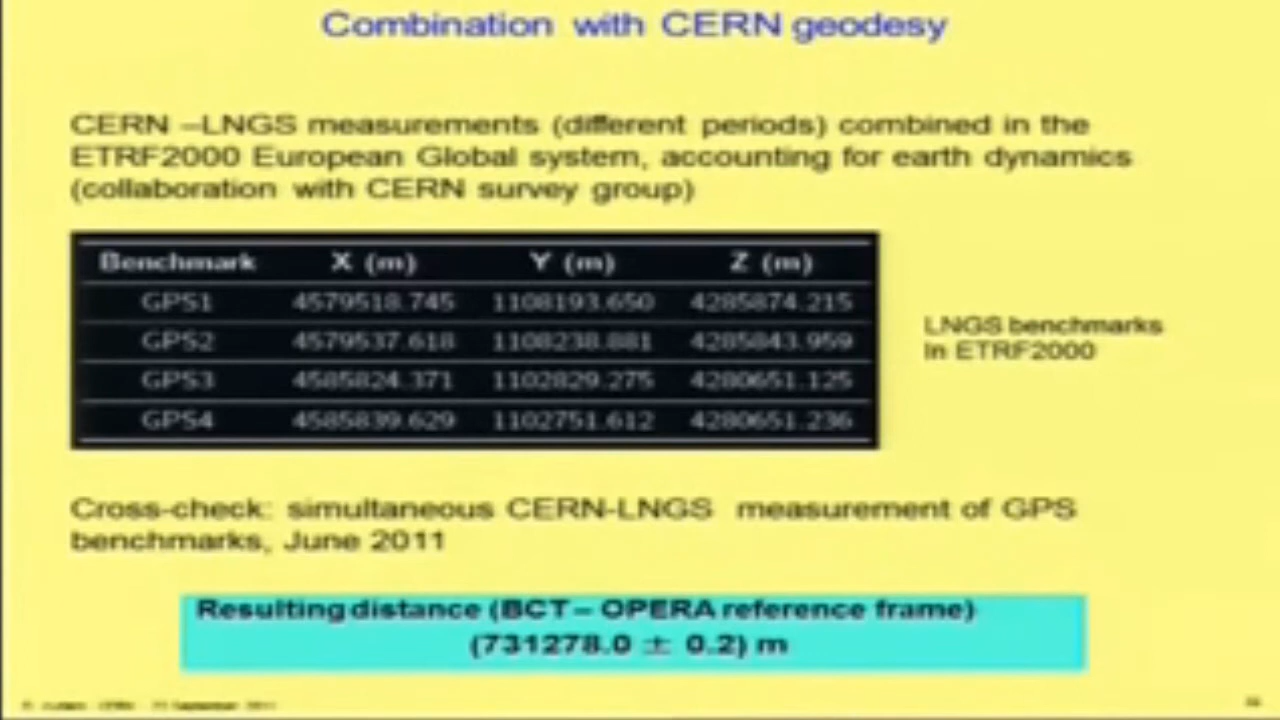 Combination with CERN geodesy
CERN –LNGS measurements (different periods) combined in the
ETRF2000 European Global system, accounting for earth dynamics
(collaboration with CERN survey group)
Benchmark X (m) Y (m) Z (m)
GPS1 4579518.745 1108193.650 4285874.215
GPS2 4579537.618 1108238.881 4285843.959
GPS3 4585824.371 1102829.275 4280651.125
GPS4 4585839.629 1102751.612 4280651.236
LNGS benchmarks
In ETRF2000
Cross-check: simultaneous CERN-LNGS measurement of GPS
benchmarks, June 2011
Resulting distance (BCT – OPERA reference frame)
(731278.0 ± 0.2) m
CERN September 2011